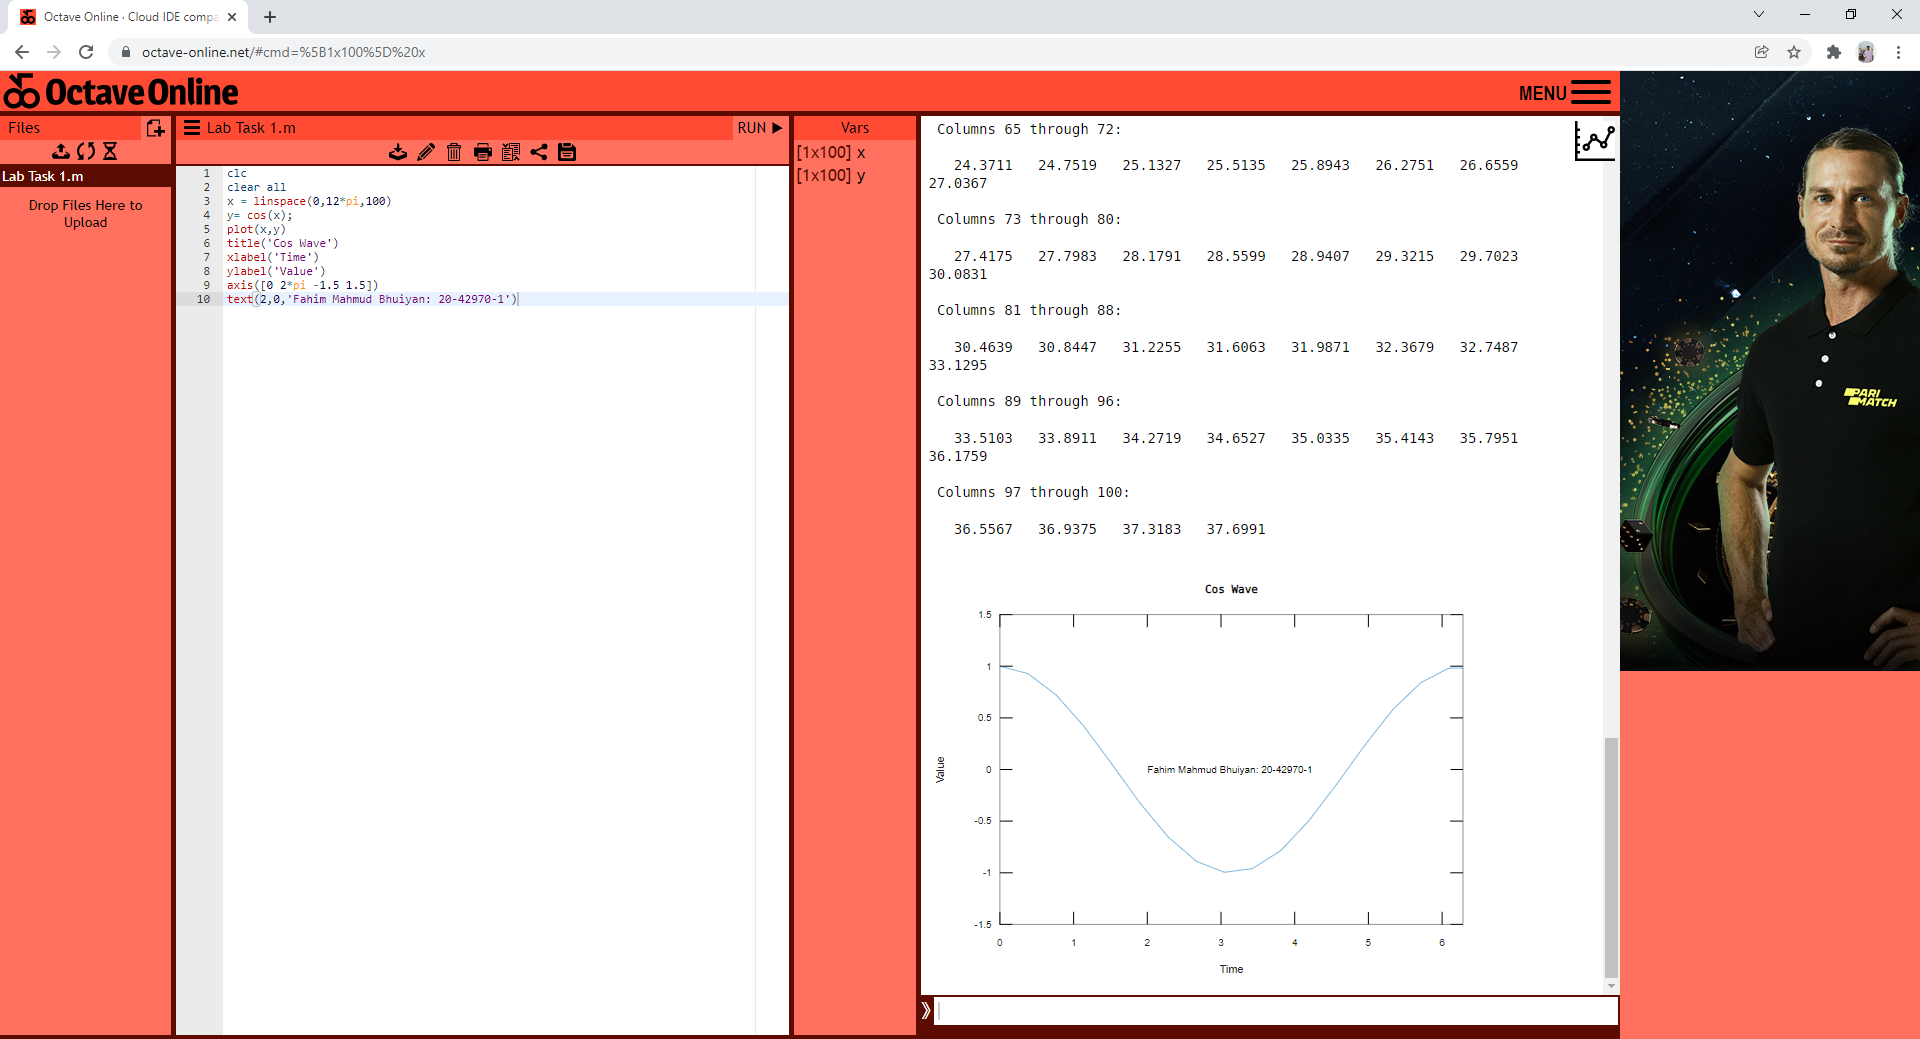 Octave Online · Cloud IDE compa
octave-online.net/#cmd=%5B1x100%5D%20x
Octave Online
MENU
Files
Lab Task 1.m
Drop Files Here to
Upload
Lab Task 1.m
RUN
1 clc
2 clear all
3 x = linspace(0,12*pi,100)
4 y= cos(x);
5 plot(x,y)
6 title('Cos Wave')
7 xlabel('Time')
8 ylabel('Value')
9 axis([0 2*pi -1.5 1.5])
10 text(2,0,'Fahim Mahmud Bhuiyan: 20-42970-1')
Vars
[1x100] x
[1x100] y
Columns 65 through 72:
24.3711 24.7519 25.1327 25.5135 25.8943 26.2751 26.6559
27.0367
Columns 73 through 80:
27.4175 27.7983 28.1791 28.5599 28.9407 29.3215 29.7023
30.0831
Columns 81 through 88:
30.4639 30.8447 31.2255 31.6063 31.9871 32.3679 32.7487
33.1295
Columns 89 through 96:
33.5103 33.8911 34.2719 34.6527 35.0335 35.4143 35.7951
36.1759
Columns 97 through 100:
36.5567 36.9375 37.3183 37.6991
Cos Wave
1.5
1
0.5
0
-0.5
-1
-1.5
Value
Fahim Mahmud Bhuiyan: 20-42970-1
0 1 2 3 4 5 6
Time
PARI
MATCH